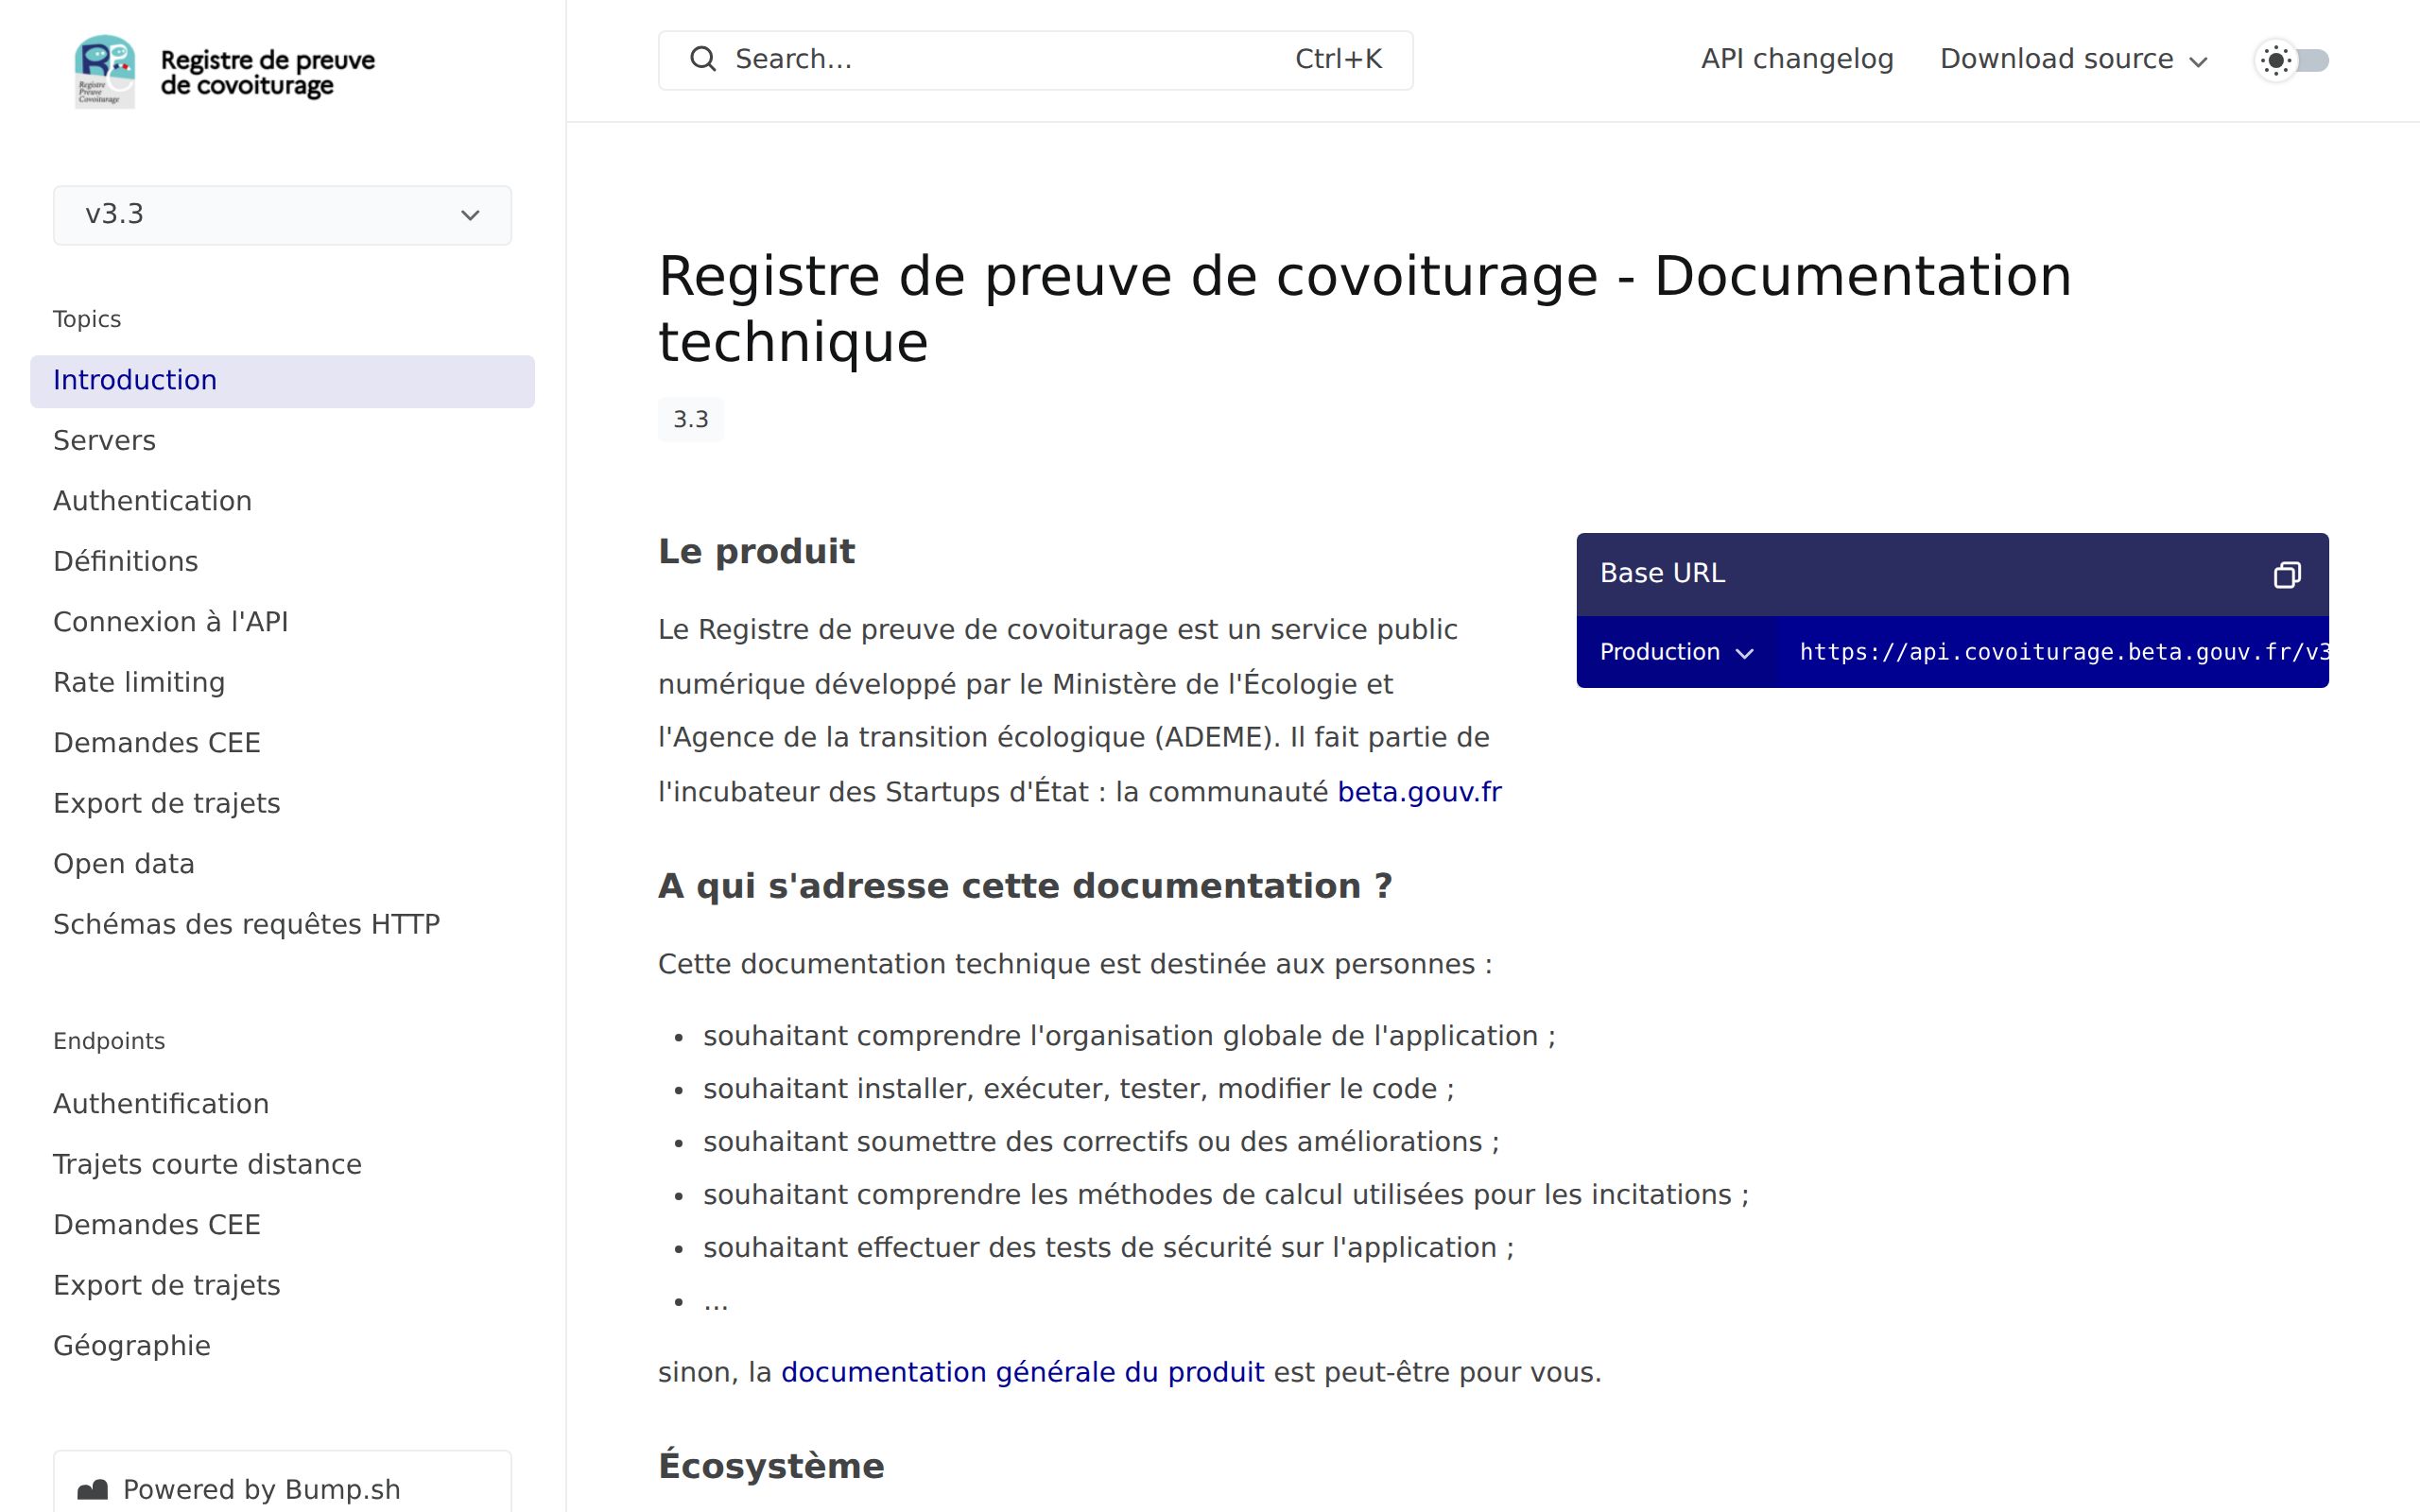 Registre
Preuve
Covoiturage
Registre de preuve
de covoiturage
v3.3
Topics
Introduction
Servers
Authentication
Définitions
Connexion à l'API
Rate limiting
Demandes CEE
Export de trajets
Open data
Schémas des requêtes HTTP
Endpoints
Authentification
Trajets courte distance
Demandes CEE
Export de trajets
Géographie
Powered by Bump.sh
Search... Ctrl+K
API changelog Download source
Registre de preuve de covoiturage - Documentation
technique
3.3
Le produit
Le Registre de preuve de covoiturage est un service public
numérique développé par le Ministère de l'Écologie et
l'Agence de la transition écologique (ADEME). Il fait partie de
l'incubateur des Startups d'État : la communauté beta.gouv.fr
Base URL
Production https://api.covoiturage.beta.gouv.fr/v3
A qui s'adresse cette documentation ?
Cette documentation technique est destinée aux personnes :
• souhaitant comprendre l'organisation globale de l'application ;
• souhaitant installer, exécuter, tester, modifier le code ;
• souhaitant soumettre des correctifs ou des améliorations ;
• souhaitant comprendre les méthodes de calcul utilisées pour les incitations ;
• souhaitant effectuer des tests de sécurité sur l'application ;
• ...
sinon, la documentation générale du produit est peut-être pour vous.
Écosystème